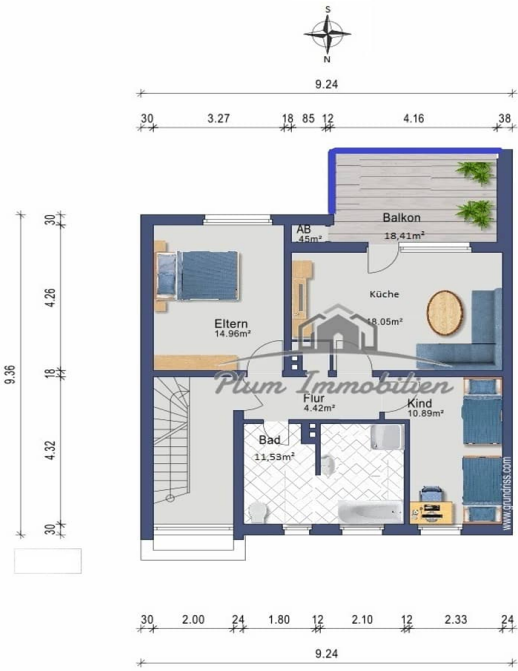 S
N
9.24
30 3.27 18 85 12 4.16 38
Balkon
18,41m²
AB
.45m²
Küche
18.05m²
Eltern
14.96m²
Plum Immobilien
Flur
4.42m²
Kind
10.89m²
Bad
11,53m²
30 4.26 18 4.32 30
9.36
www.grundriss.com
30 2.00 24 1.80 12 2.10 12 2.33 24
9.24